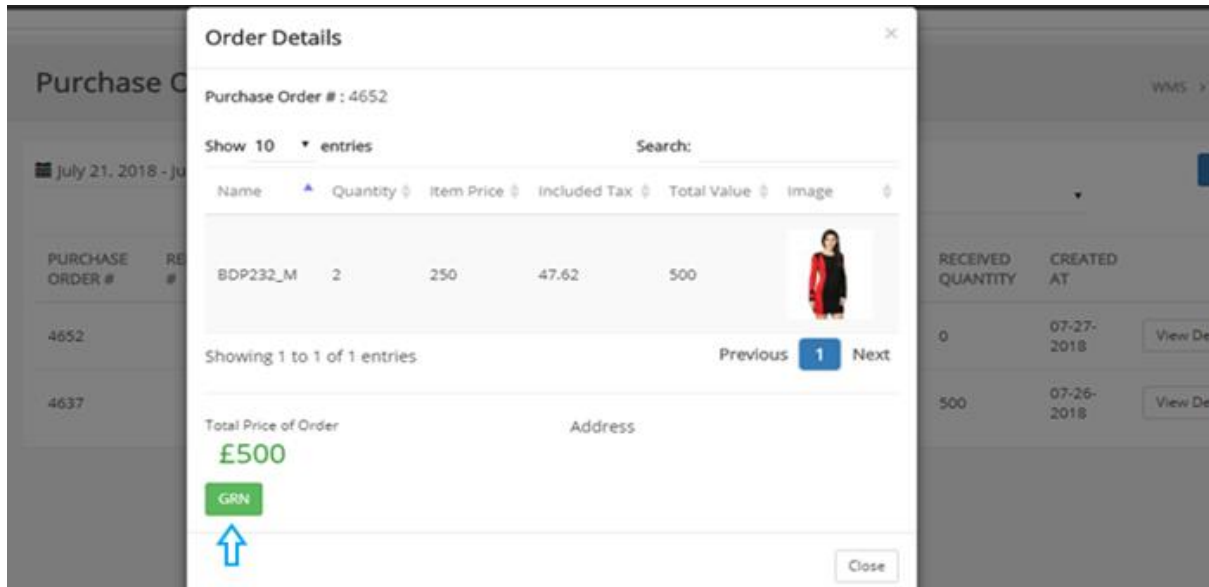 Order Details
×
Purchase O
WMS >
Purchase Order # : 4652
Show 10 entries
Search:
July 21, 2018 - Ju
Name Quantity Item Price Included Tax Total Value Image
PURCHASE ORDER #
RE #
RECEIVED QUANTITY
CREATED AT
BDP232_M 2 250 47.62 500
4652
0
07-27-2018
View De
Showing 1 to 1 of 1 entries
Previous 1 Next
4637
500
07-26-2018
View De
Total Price of Order
Address
£500
GRN
Close